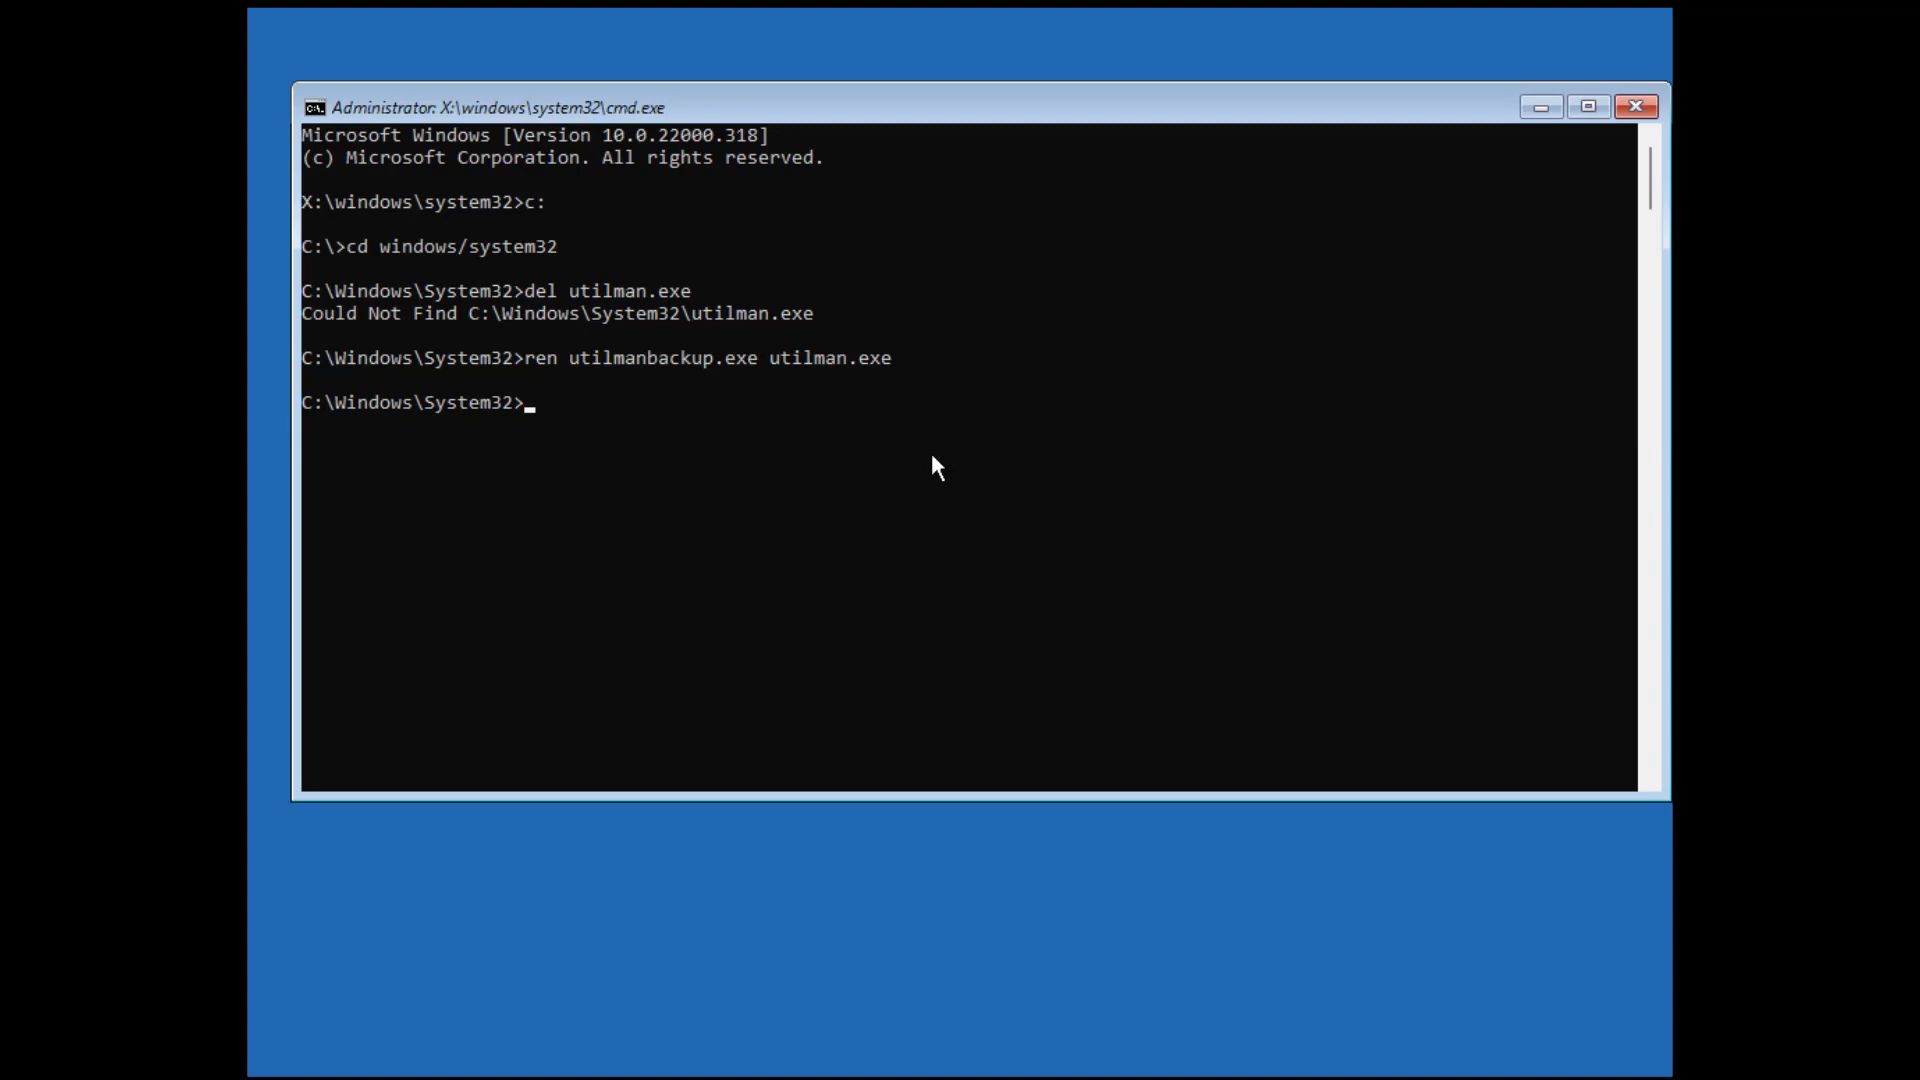 Administrator: X:\windows\system32\cmd.exe
Microsoft Windows [Version 10.0.22000.318]
(c) Microsoft Corporation. All rights reserved.
X:\windows\system32>c:
C:\>cd windows/system32
C:\Windows\System32>del utilman.exe
Could Not Find C:\Windows\System32\utilman.exe
C:\Windows\System32>ren utilmanbackup.exe utilman.exe
C:\Windows\System32>